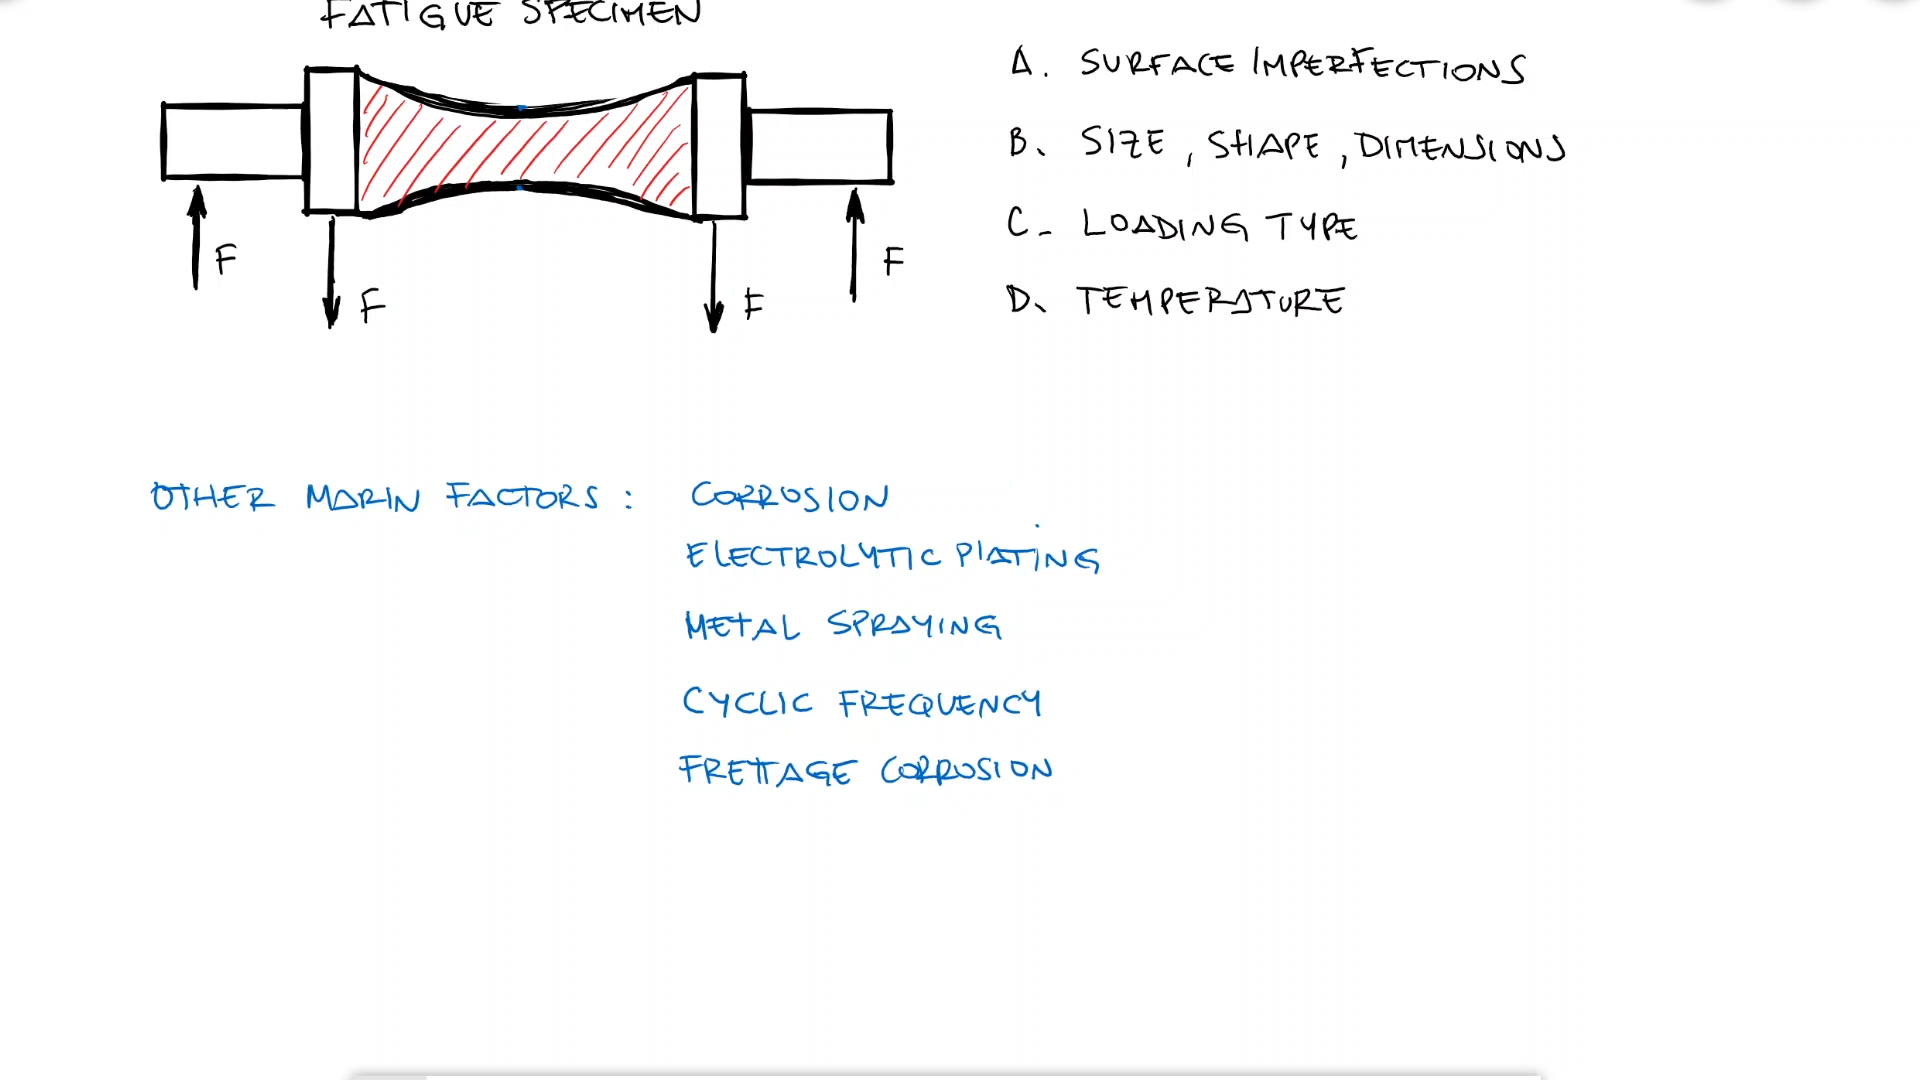 FATIGUE SPECIMEN
A. SURFACE IMPERFECTIONS
B. SIZE, SHAPE, DIMENSIONS
C- LOADING TYPE
D. TEMPERATURE
F
F
F
F
OTHER MARIN FACTORS: CORROSION
ELECTROLYTIC PLATING
METAL SPRAYING
CYCLIC FREQUENCY
FRETTAGE CORROSION